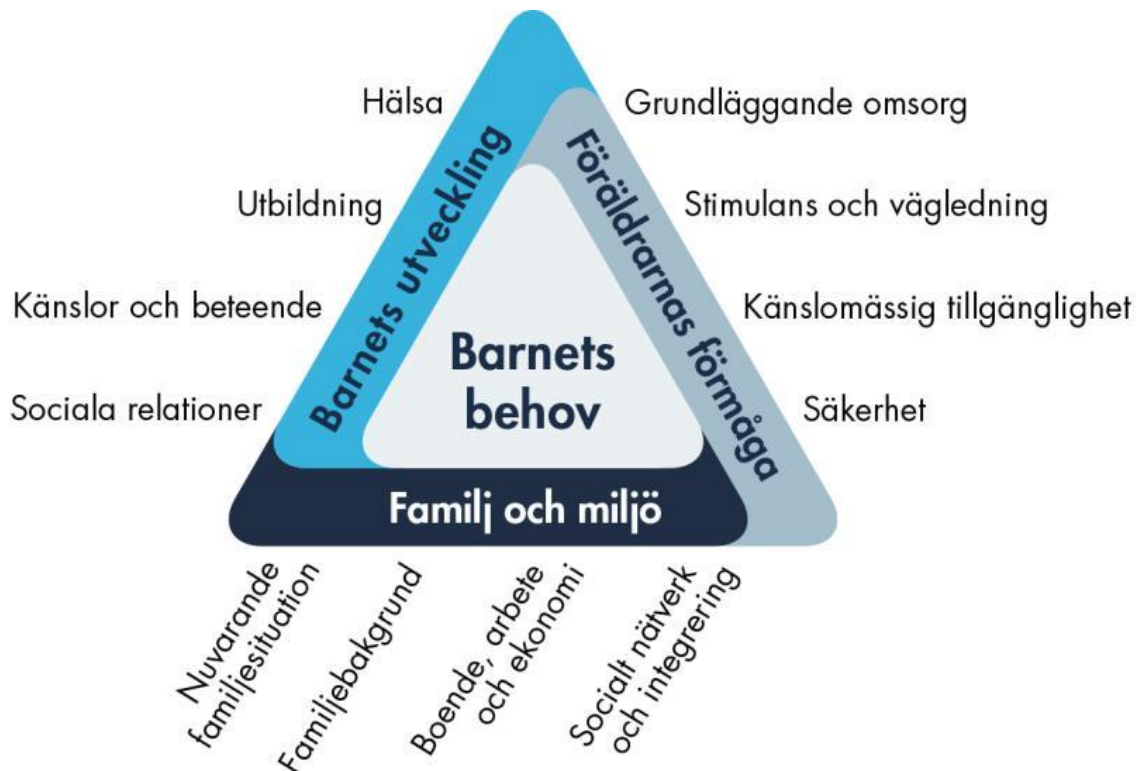 Hälsa
Utbildning
Känslor och beteende
Sociala relationer
Barnets utveckling
Grundläggande omsorg
Stimulans och vägledning
Känslomässig tillgänglighet
Säkerhet
Föräldrarnas förmåga
Barnets
behov
Familj och miljö
Nuvarande
familjesituation
Familjebakgrund
Boende, arbete
och ekonomi
Socialt nätverk
och integrering